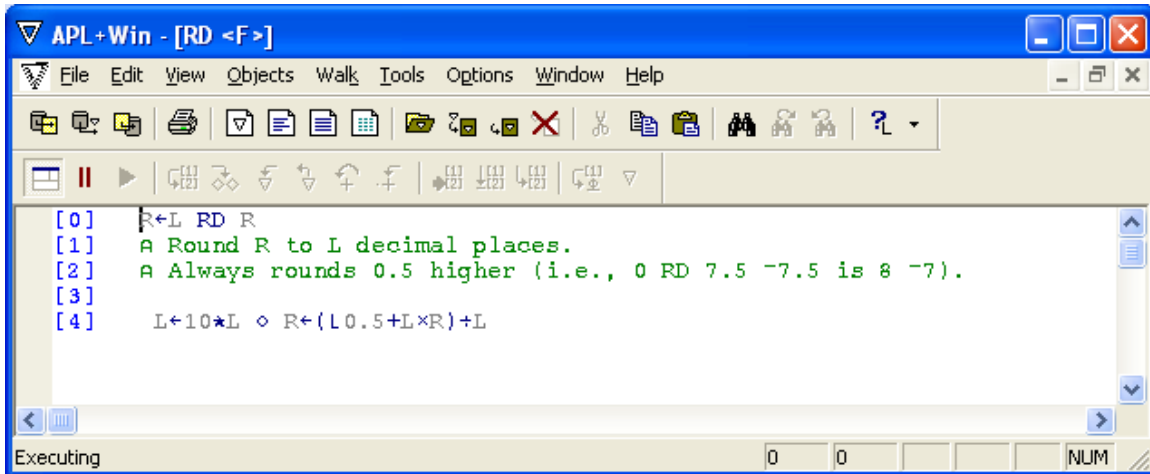 APL+Win - [RD <F>]
File Edit View Objects Walk Tools Options Window Help
[0] R←L RD R
[1] ⍝ Round R to L decimal places.
[2] ⍝ Always rounds 0.5 higher (i.e., 0 RD 7.5 ¯7.5 is 8 ¯7).
[3]
[4] L←10*L ⋄ R←(⌊0.5+L×R)÷L
Executing 0 0 NUM